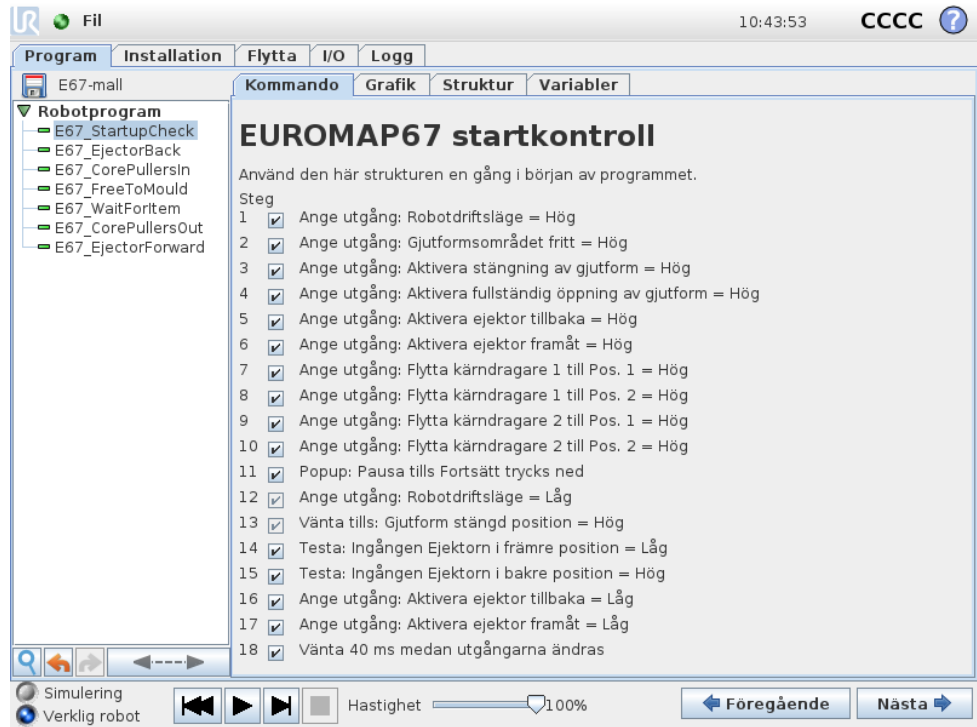 UR Fil 10:43:53 CCCC ?
Program Installation Flytta I/O Logg
E67-mall
Kommando Grafik Struktur Variabler
Robotprogram
E67_StartupCheck
E67_EjectorBack
E67_CorePullersIn
E67_FreeToMould
E67_WaitForItem
E67_CorePullersOut
E67_EjectorForward
EUROMAP67 startkontroll
Använd den här strukturen en gång i början av programmet.
Steg
1 Ange utgång: Robotdriftsläge = Hög
2 Ange utgång: Gjutformsområdet fritt = Hög
3 Ange utgång: Aktivera stängning av gjutform = Hög
4 Ange utgång: Aktivera fullständig öppning av gjutform = Hög
5 Ange utgång: Aktivera ejektor tillbaka = Hög
6 Ange utgång: Aktivera ejektor framåt = Hög
7 Ange utgång: Flytta kärndragare 1 till Pos. 1 = Hög
8 Ange utgång: Flytta kärndragare 1 till Pos. 2 = Hög
9 Ange utgång: Flytta kärndragare 2 till Pos. 1 = Hög
10 Ange utgång: Flytta kärndragare 2 till Pos. 2 = Hög
11 Popup: Pausa tills Fortsätt trycks ned
12 Ange utgång: Robotdriftsläge = Låg
13 Vänta tills: Gjutform stängd position = Hög
14 Testa: Ingången Ejektorn i främre position = Låg
15 Testa: Ingången Ejektorn i bakre position = Hög
16 Ange utgång: Aktivera ejektor tillbaka = Låg
17 Ange utgång: Aktivera ejektor framåt = Låg
18 Vänta 40 ms medan utgångarna ändras
Simulering
Verklig robot
Hastighet 100%
Föregående
Nästa